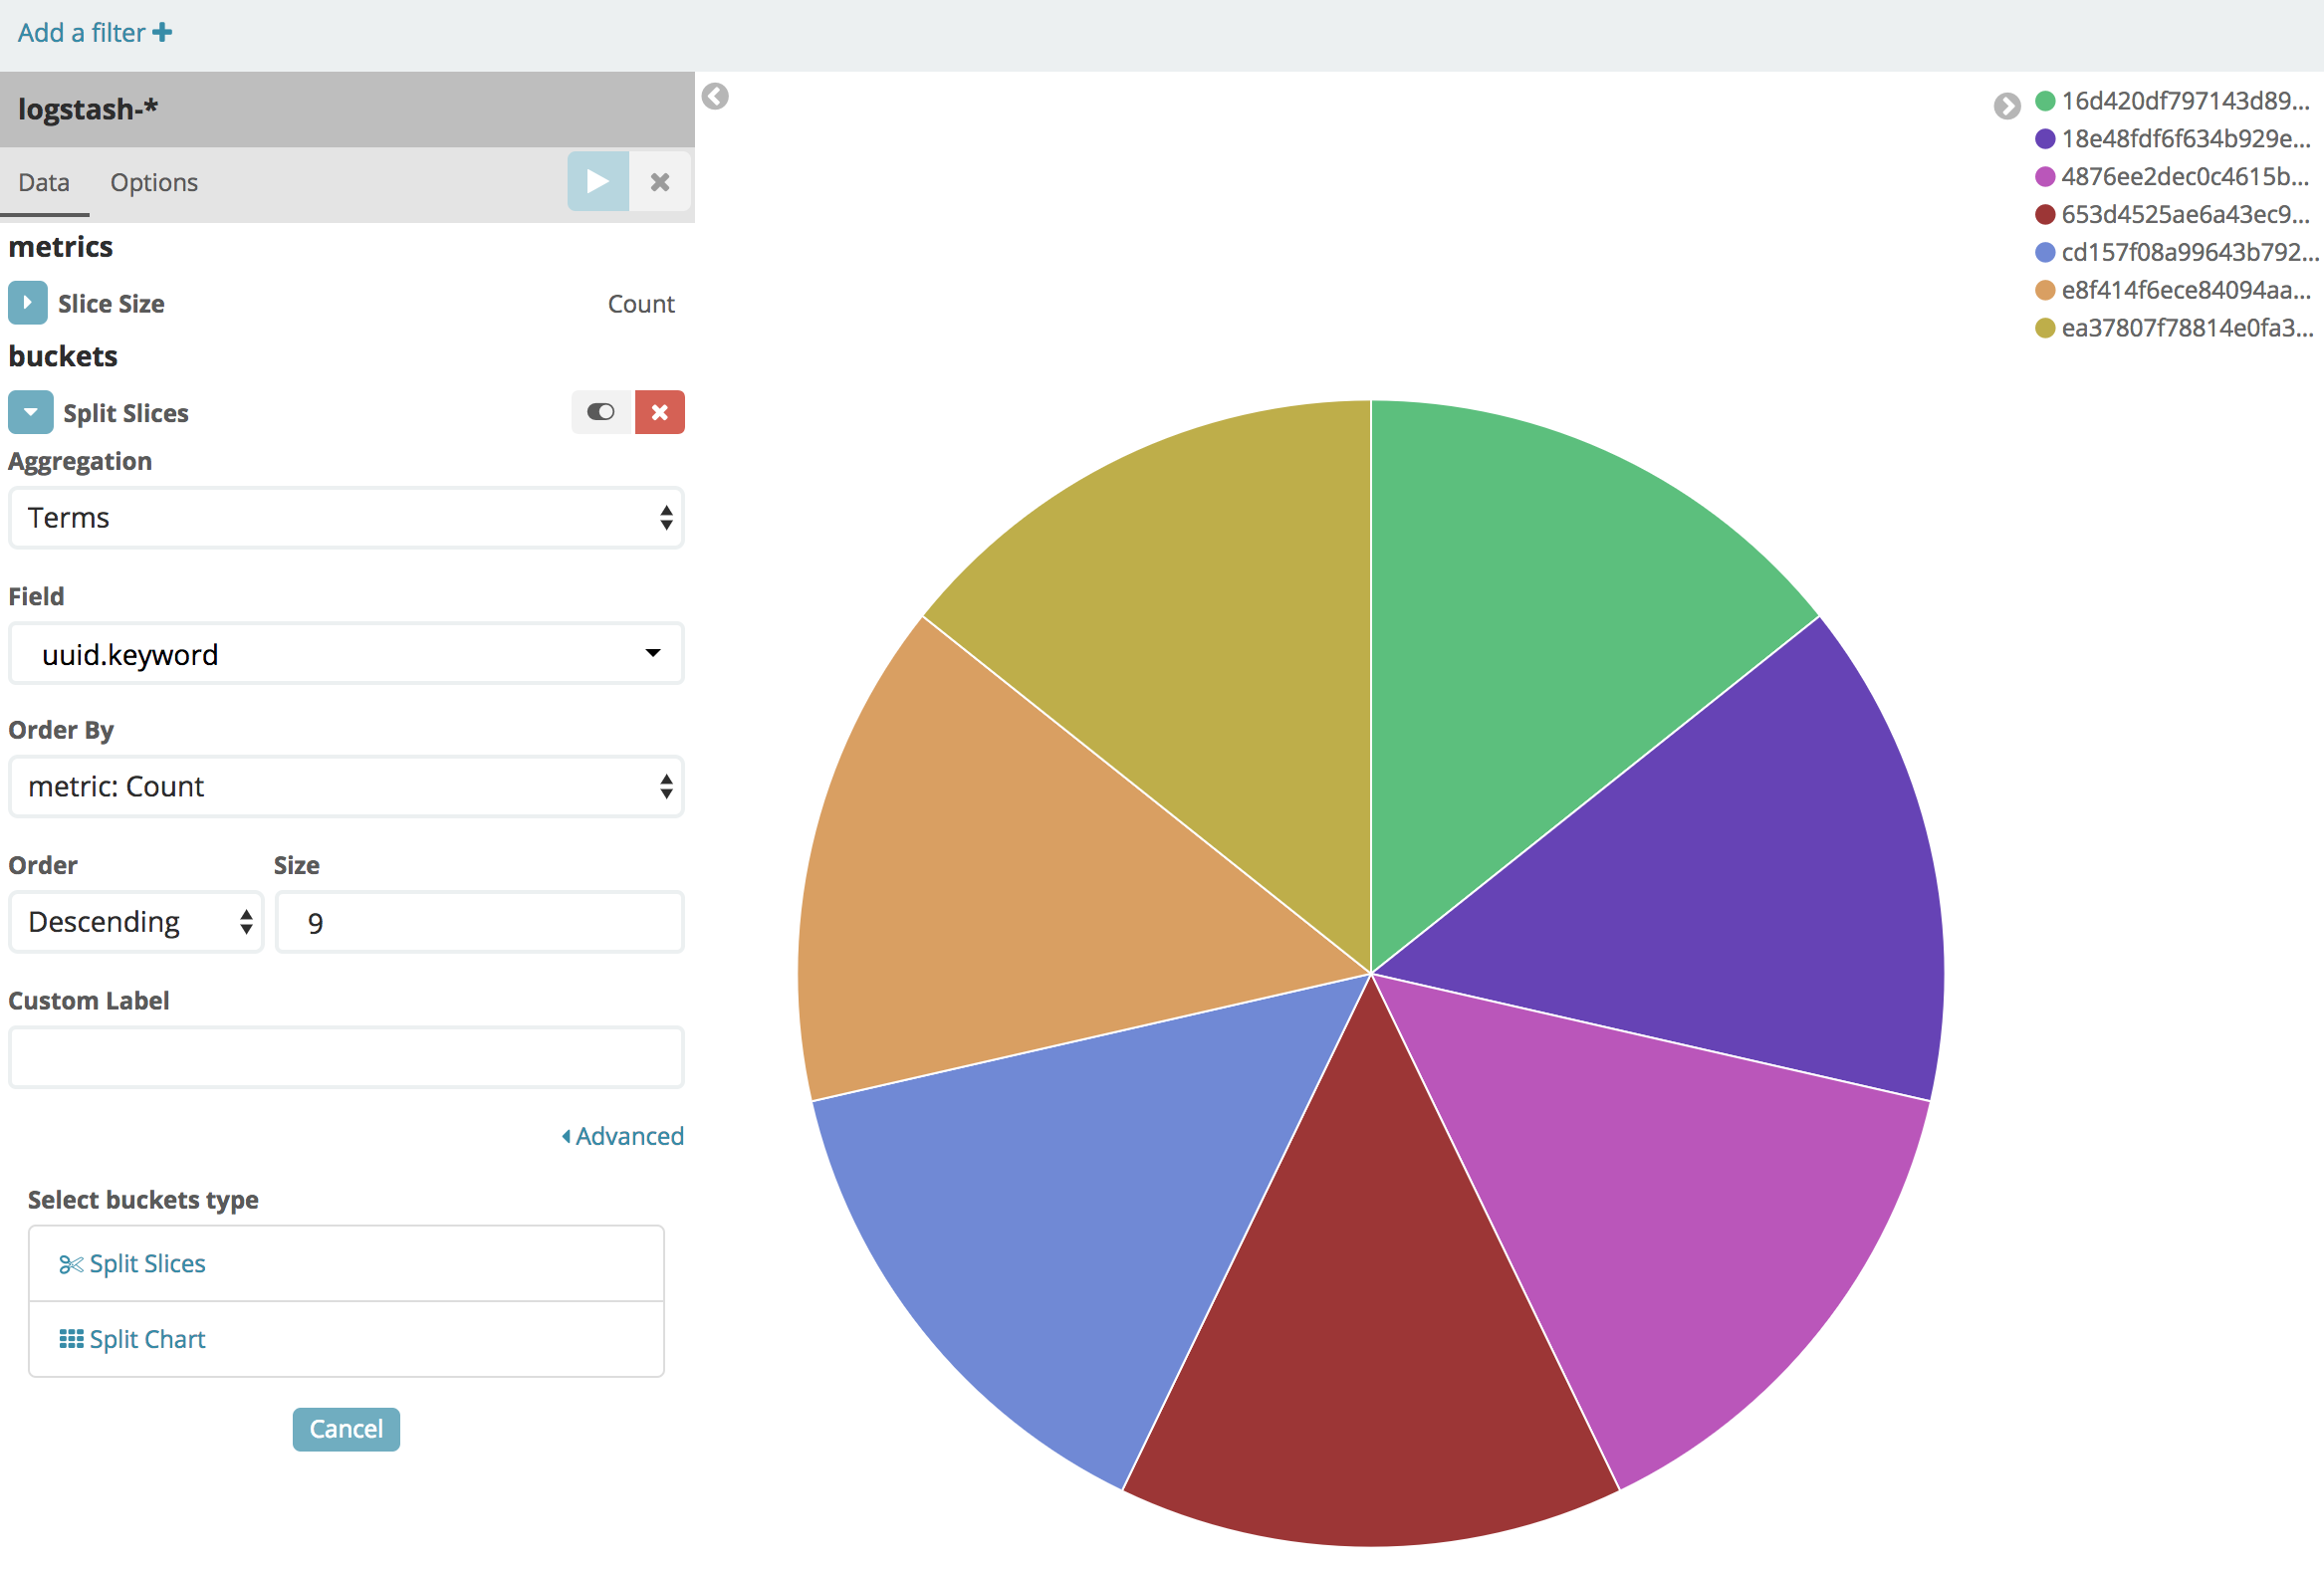 Add a filter
logstash-*
Data Options
metrics
Slice Size Count
buckets
Split Slices
Aggregation
Terms
Field
uuid.keyword
Order By
metric: Count
Order Size
Descending 9
Custom Label
Advanced
Select buckets type
Split Slices
Split Chart
Cancel
16d420df797143d89...
18e48fdf6f634b929e...
4876ee2dec0c4615b...
653d4525ae6a43ec9...
cd157f08a99643b792...
e8f414f6ece84094aa...
ea37807f78814e0fa3...